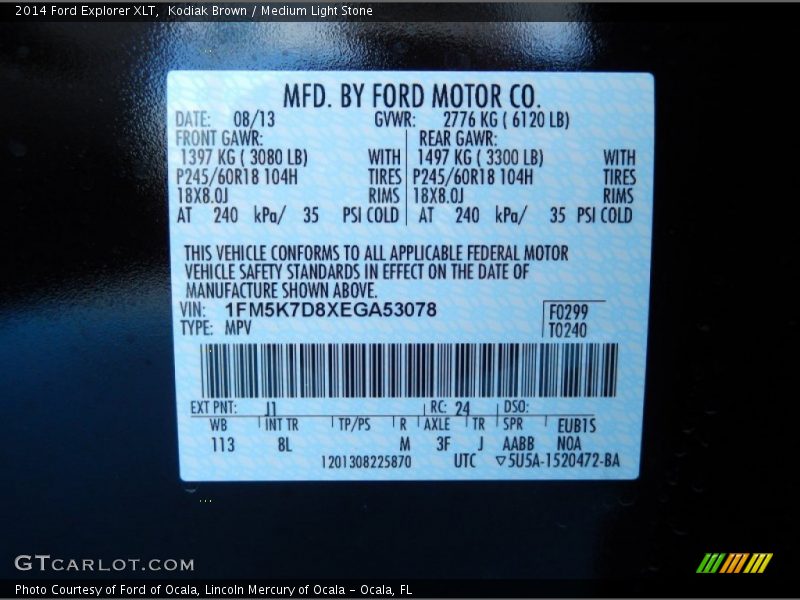 2014 Ford Explorer XLT, Kodiak Brown / Medium Light Stone
MFD. BY FORD MOTOR CO.
DATE: 08/13 GVWR: 2776 KG ( 6120 LB)
FRONT GAWR: REAR GAWR:
1397 KG ( 3080 LB) WITH 1497 KG ( 3300 LB) WITH
P245/60R18 104H TIRES P245/60R18 104H TIRES
18X8.0J RIMS 18X8.0J RIMS
AT 240 kPa/ 35 PSI COLD AT 240 kPa/ 35 PSI COLD
THIS VEHICLE CONFORMS TO ALL APPLICABLE FEDERAL MOTOR
VEHICLE SAFETY STANDARDS IN EFFECT ON THE DATE OF
MANUFACTURE SHOWN ABOVE.
VIN: 1FM5K7D8XEGA53078 F0299
TYPE: MPV T0240
EXT PNT: J1 RC: 24 DSO:
WB INT TR TP/PS R AXLE TR SPR EUB1S
113 8L M 3F J AABB NOA
1201308225870 UTC ▽5U5A-1520472-BA
GTCARLOT.COM
Photo Courtesy of Ford of Ocala, Lincoln Mercury of Ocala - Ocala, FL